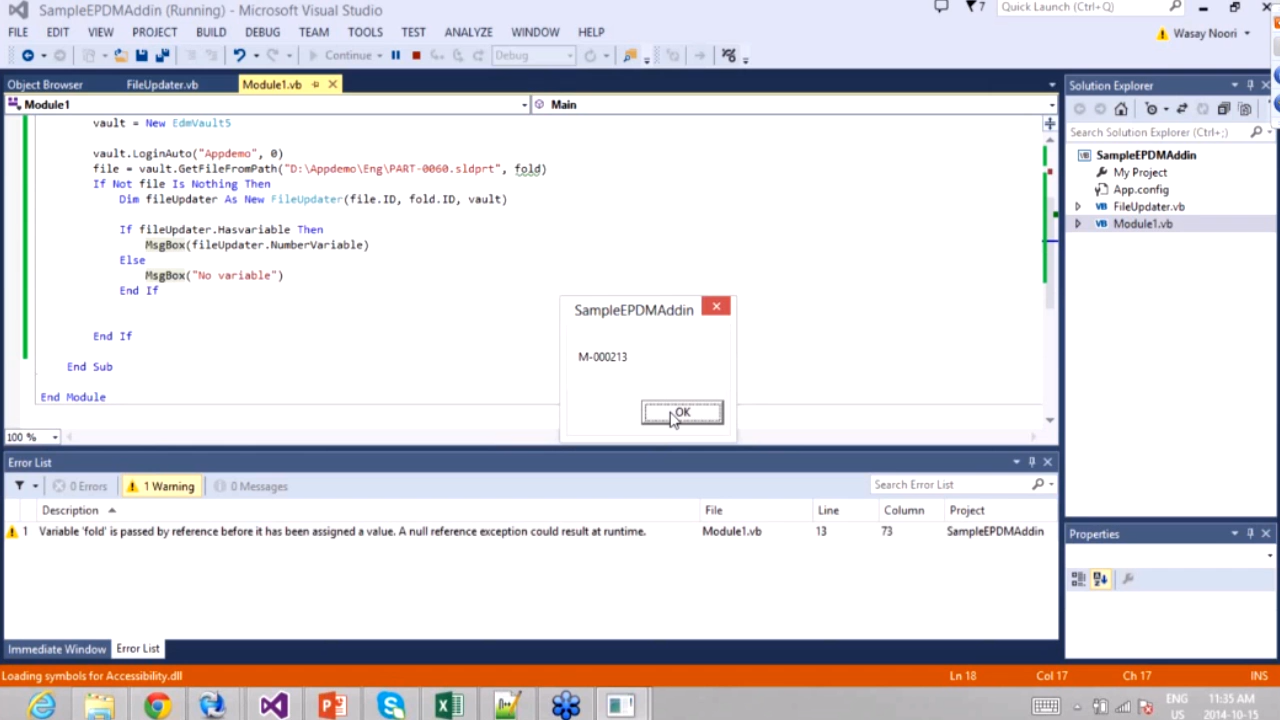 SampleEPDMAddin (Running) - Microsoft Visual Studio
7
Quick Launch (Ctrl+Q)
FILE EDIT VIEW PROJECT BUILD DEBUG TEAM TOOLS TEST ANALYZE WINDOW HELP
Wasay Noori
Continue
Debug
Object Browser FileUpdater.vb Module1.vb
Module1
Main
vault = New EdmVault5
vault.LoginAuto("Appdemo", 0)
file = vault.GetFileFromPath("D:\Appdemo\Eng\PART-0060.sldprt", fold)
If Not file Is Nothing Then
Dim fileUpdater As New FileUpdater(file.ID, fold.ID, vault)
If fileUpdater.Hasvariable Then
MsgBox(fileUpdater.NumberVariable)
Else
MsgBox("No variable")
End If
End If
End Sub
End Module
100 %
SampleEPDMAddin
M-000213
OK
Solution Explorer
Search Solution Explorer (Ctrl+;)
SampleEPDMAddin
My Project
App.config
FileUpdater.vb
Module1.vb
Properties
Error List
0 Errors 1 Warning 0 Messages
Search Error List
Description File Line Column Project
1 Variable 'fold' is passed by reference before it has been assigned a value. A null reference exception could result at runtime. Module1.vb 13 73 SampleEPDMAddin
Immediate Window Error List
Loading symbols for Accessibility.dll
Ln 18 Col 17 Ch 17 INS
ENG
US
11:35 AM
2014-10-15